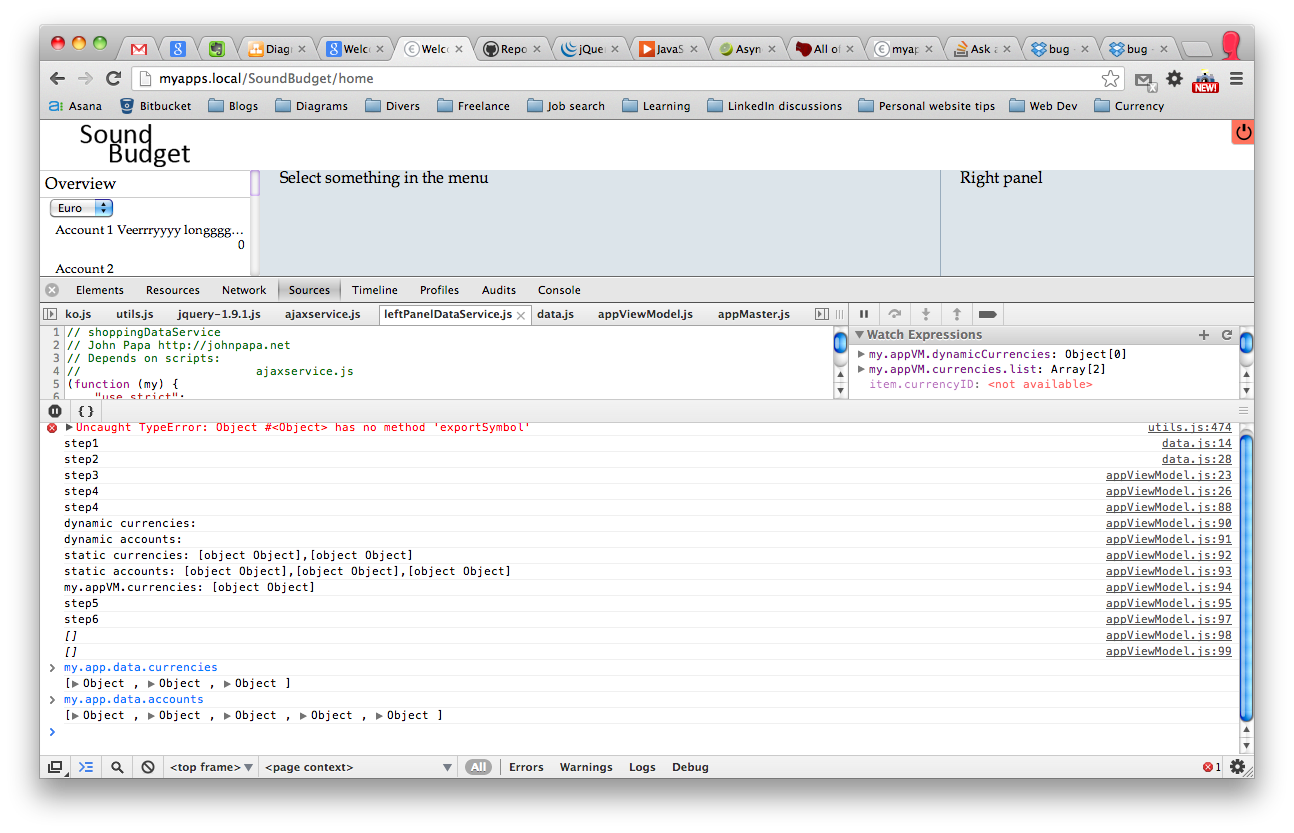 Diagr
Welc
Welc
Repo
jQue
JavaS
Asyn
All of
myap
Ask a
bug -
bug -
myapps.local/SoundBudget/home
NEW!
Asana Bitbucket Blogs Diagrams Divers Freelance Job search Learning LinkedIn discussions Personal website tips Web Dev Currency
Sound
Budget
Overview
Select something in the menu
Right panel
Euro
Account 1 Veerrryyyy longggg…
0
Account 2
Elements Resources Network Sources Timeline Profiles Audits Console
ko.js utils.js jquery-1.9.1.js ajaxservice.js leftPanelDataService.js data.js appViewModel.js appMaster.js
1 // shoppingDataService
2 // John Papa http://johnpapa.net
3 // Depends on scripts:
4 // ajaxservice.js
5 (function (my) {
6 "use strict";
Watch Expressions
my.appVM.dynamicCurrencies: Object[0]
my.appVM.currencies.list: Array[2]
item.currencyID: <not available>
{}
Uncaught TypeError: Object #<Object> has no method 'exportSymbol' utils.js:474
step1 data.js:14
step2 data.js:28
step3 appViewModel.js:23
step4 appViewModel.js:26
step4 appViewModel.js:88
dynamic currencies: appViewModel.js:90
dynamic accounts: appViewModel.js:91
static currencies: [object Object],[object Object] appViewModel.js:92
static accounts: [object Object],[object Object],[object Object] appViewModel.js:93
my.appVM.currencies: [object Object] appViewModel.js:94
step5 appViewModel.js:95
step6 appViewModel.js:97
[] appViewModel.js:98
[] appViewModel.js:99
my.app.data.currencies
[▶Object , ▶Object , ▶Object ]
my.app.data.accounts
[▶Object , ▶Object , ▶Object , ▶Object , ▶Object ]
<top frame> <page context> All Errors Warnings Logs Debug 1